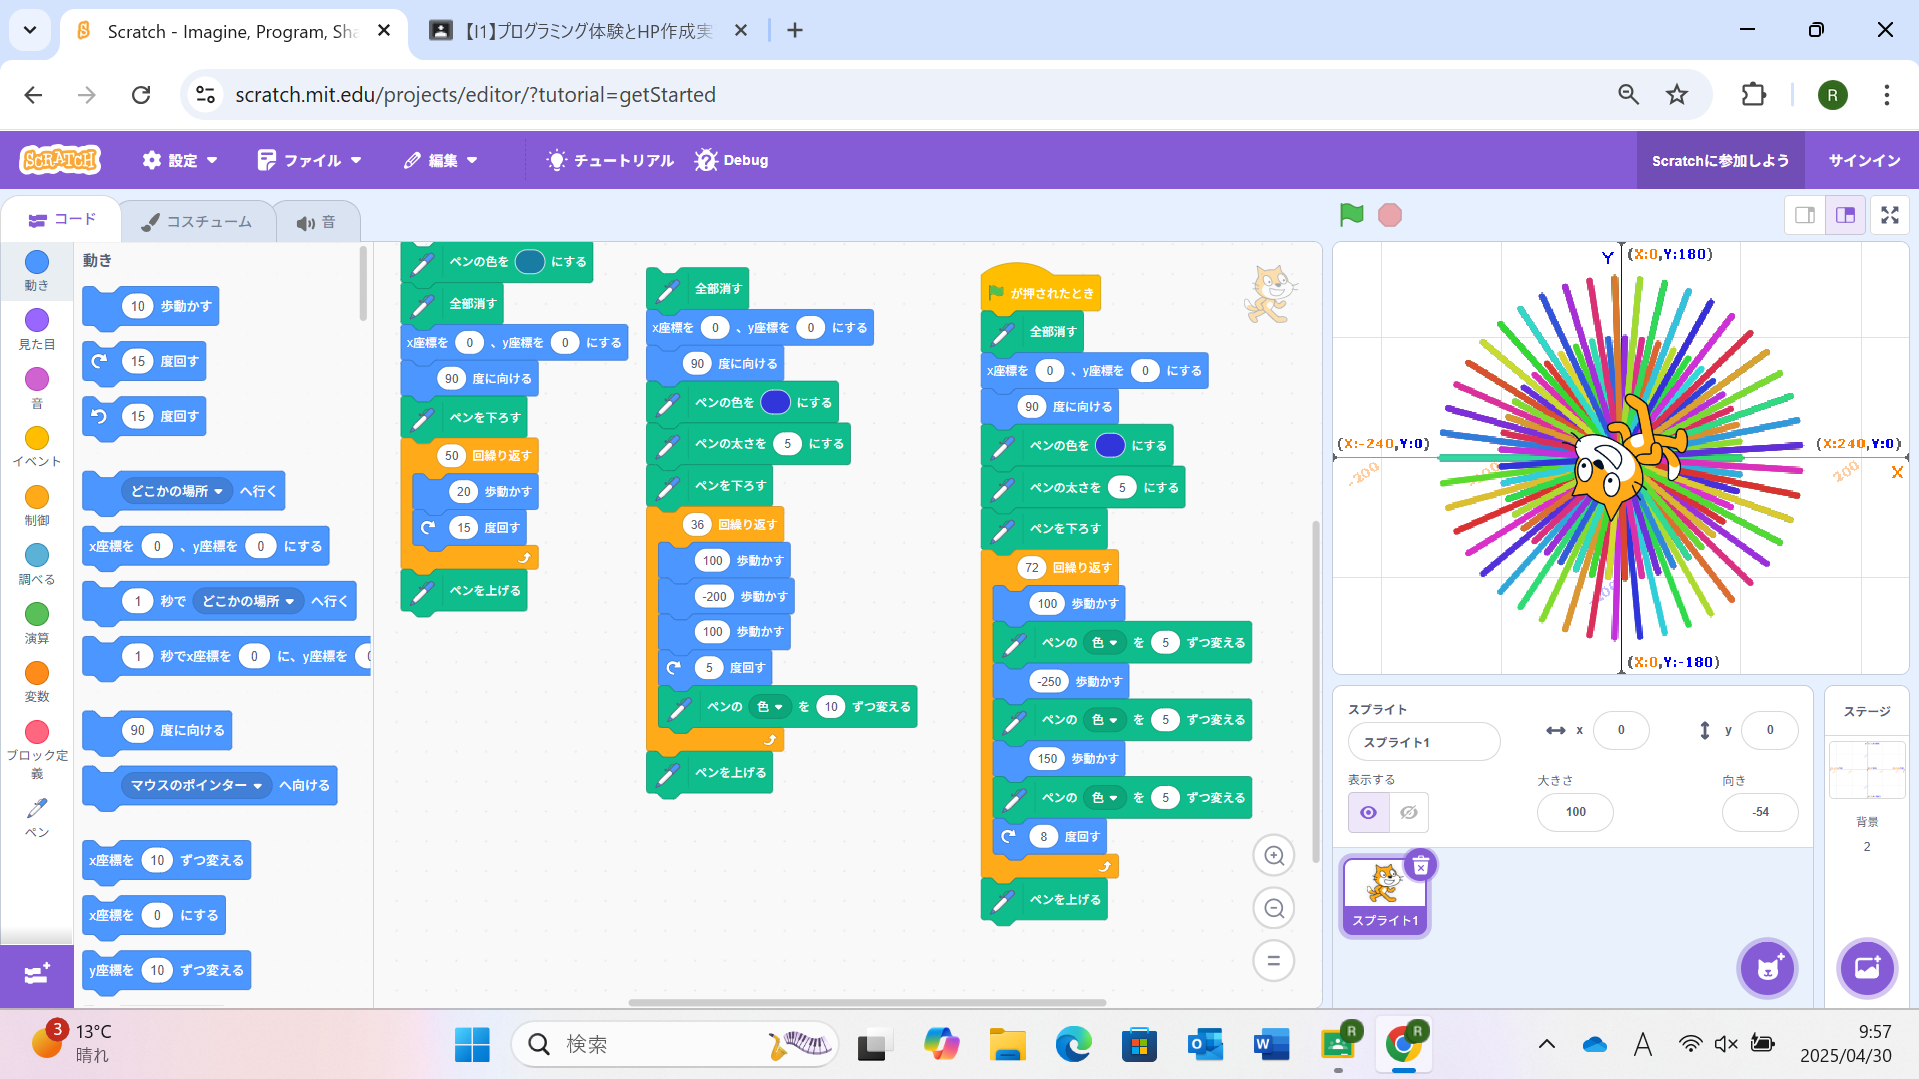 Scratch - Imagine, Program, Sha
【I1】プログラミング体験とHP作成実
scratch.mit.edu/projects/editor/?tutorial=getStarted
R
SCRATCH
設定
ファイル
編集
チュートリアル
Debug
Scratchに参加しよう
サインイン
コード
コスチューム
音
動き
見た目
音
イベント
制御
調べる
演算
変数
ブロック定
義
ペン
動き
10 歩動かす
15 度回す
15 度回す
どこかの場所 へ行く
x座標を 0 、y座標を 0 にする
1 秒で どこかの場所 へ行く
1 秒でx座標を 0 に、y座標を
90 度に向ける
マウスのポインター へ向ける
x座標を 10 ずつ変える
x座標を 0 にする
y座標を 10 ずつ変える
ペンの色を にする
全部消す
x座標を 0 、y座標を 0 にする
90 度に向ける
ペンを下ろす
50 回繰り返す
20 歩動かす
15 度回す
ペンを上げる
全部消す
x座標を 0 、y座標を 0 にする
90 度に向ける
ペンの色を にする
ペンの太さを 5 にする
ペンを下ろす
36 回繰り返す
100 歩動かす
-200 歩動かす
100 歩動かす
5 度回す
ペンの 色 を 10 ずつ変える
ペンを上げる
が押されたとき
全部消す
x座標を 0 、y座標を 0 にする
90 度に向ける
ペンの色を にする
ペンの太さを 5 にする
ペンを下ろす
72 回繰り返す
100 歩動かす
ペンの 色 を 5 ずつ変える
-250 歩動かす
ペンの 色 を 5 ずつ変える
150 歩動かす
ペンの 色 を 5 ずつ変える
8 度回す
ペンを上げる
Y (X:0,Y:180)
(X:-240,Y:0)
(X:240,Y:0)
-200
200
X
(X:0,Y:-180)
スプライト
スプライト1
x 0
y 0
表示する
大きさ
100
向き
-54
スプライト1
ステージ
背景
2
3
13°C
晴れ
検索
R
R
A
9:57
2025/04/30